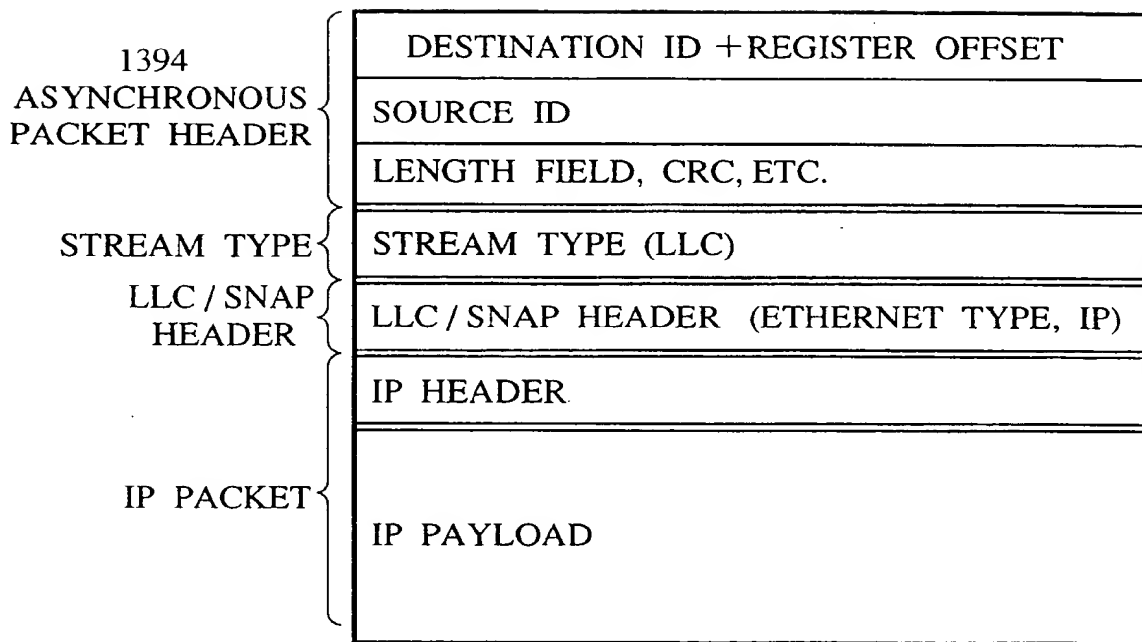 1394
ASYNCHRONOUS
PACKET HEADER
DESTINATION ID +REGISTER OFFSET
SOURCE ID
LENGTH FIELD, CRC, ETC.
STREAM TYPE
STREAM TYPE (LLC)
LLC / SNAP
HEADER
LLC / SNAP HEADER (ETHERNET TYPE, IP)
IP PACKET
IP HEADER
IP PAYLOAD